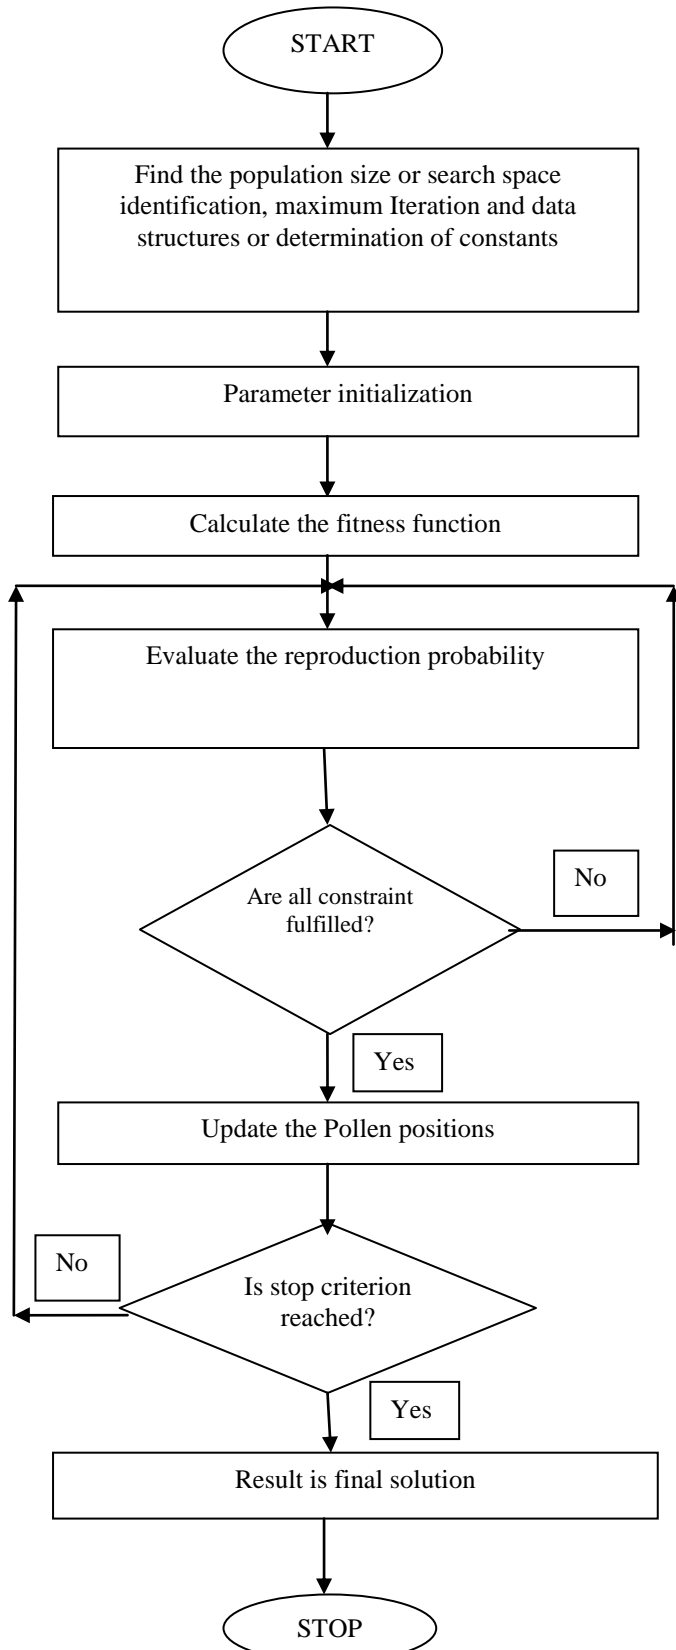 START
Find the population size or search space
identification, maximum Iteration and data
structures or determination of constants
Parameter initialization
Calculate the fitness function
Evaluate the reproduction probability
Are all constraint
fulfilled?
No
Yes
Update the Pollen positions
No
Is stop criterion
reached?
Yes
Result is final solution
STOP